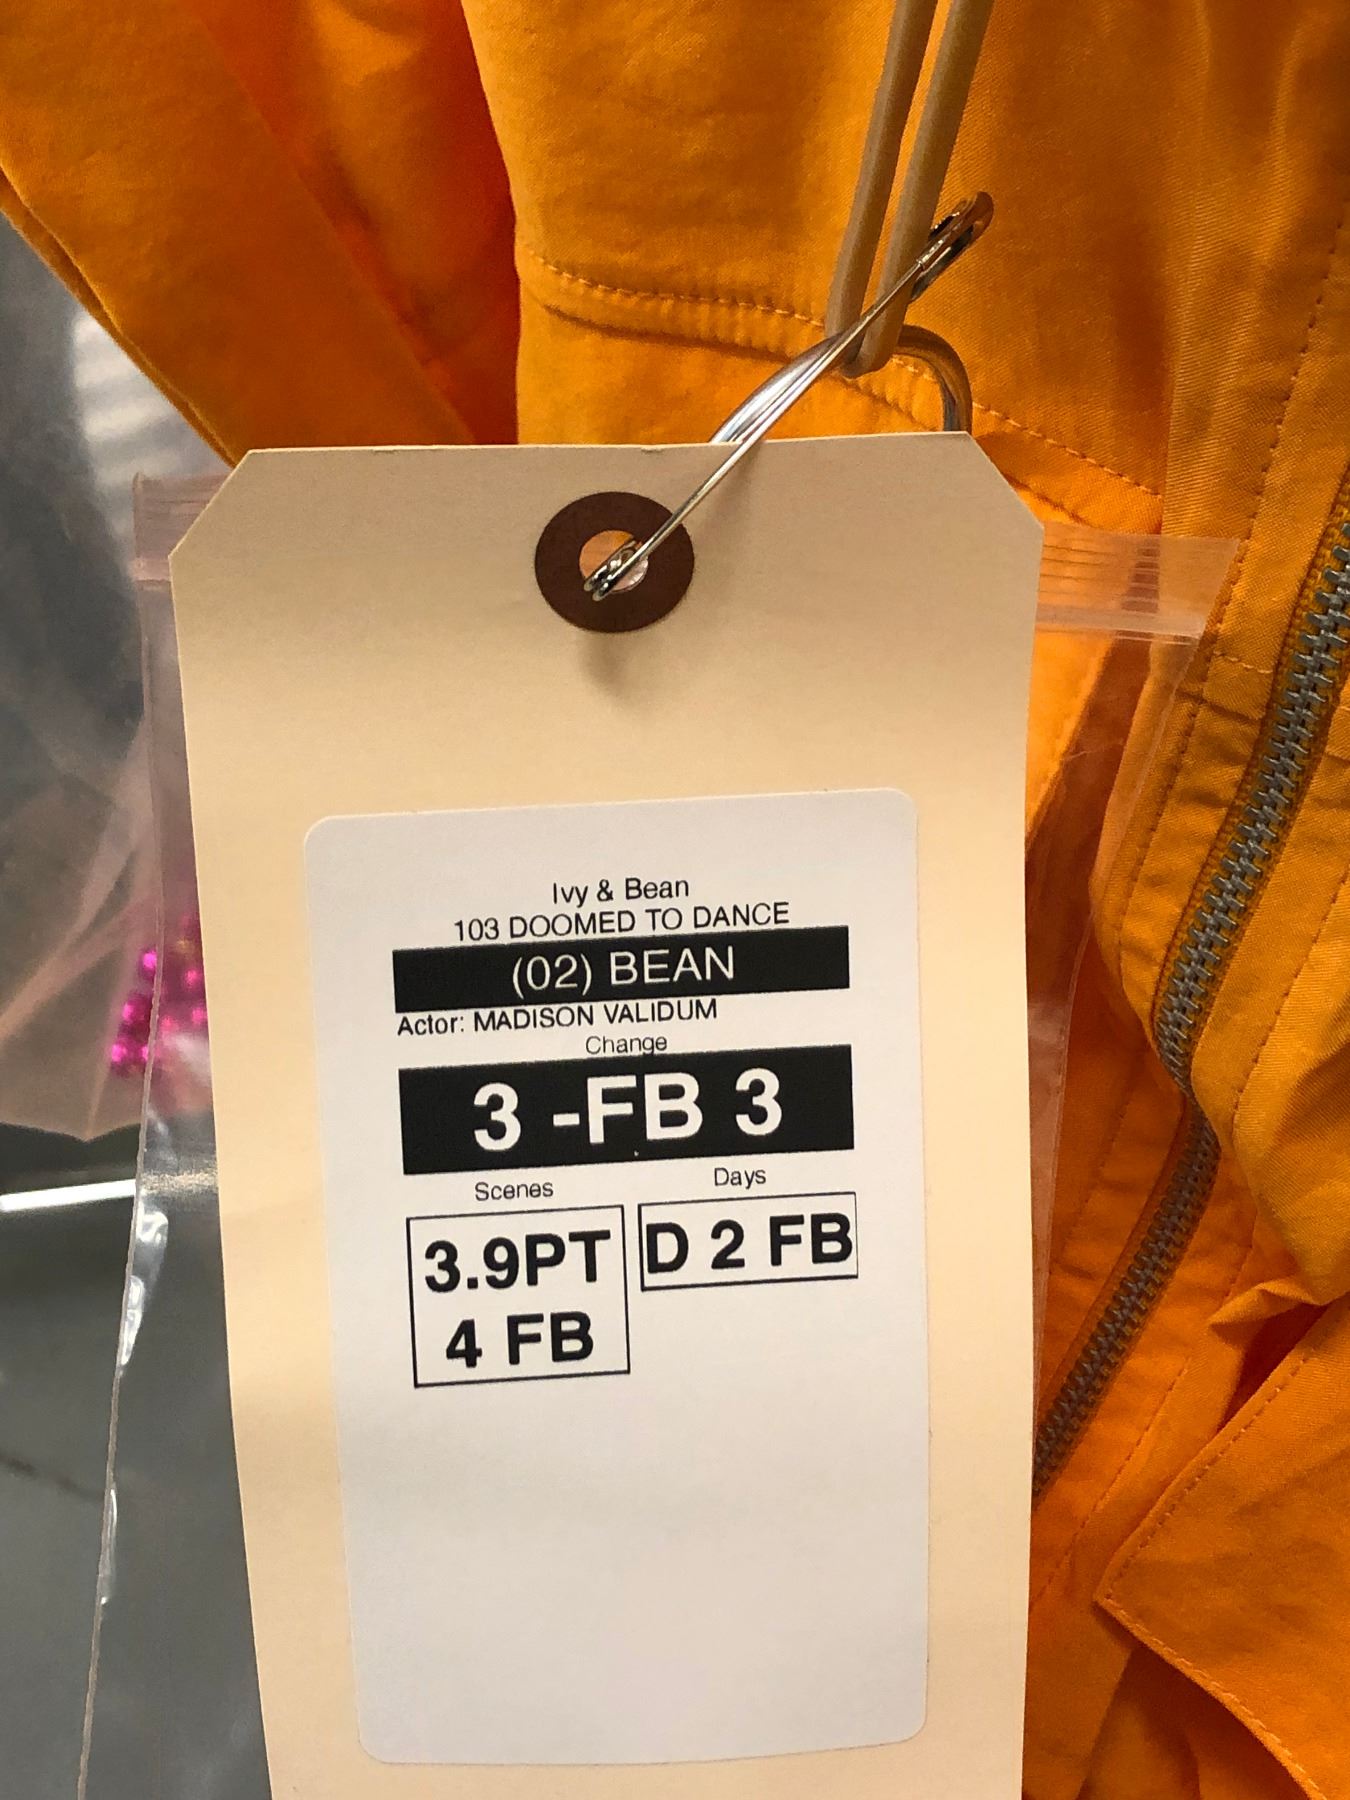 Ivy & Bean
103 DOOMED TO DANCE
(02) BEAN
Actor: MADISON VALIDUM
Change
3 -FB 3
Scenes
Days
3.9PT
D 2 FB
4 FB